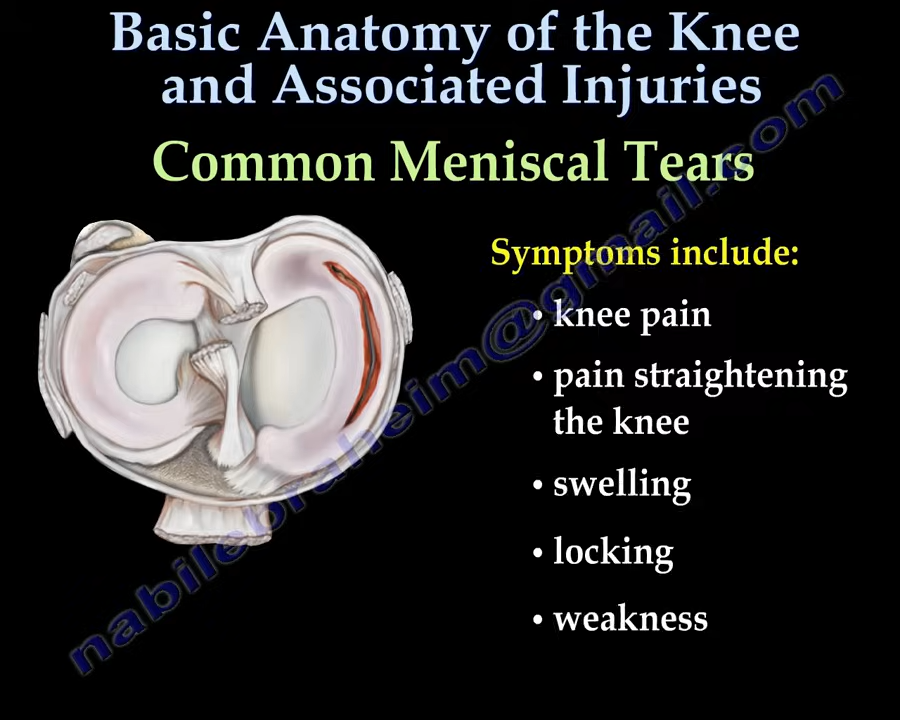 Basic Anatomy of the Knee
and Associated Injuries
Common Meniscal Tears
Symptoms include:
• knee pain
• pain straightening
the knee
• swelling
• locking
• weakness
nabilebraheim@gmail.com